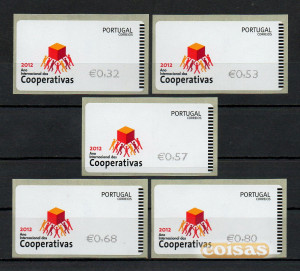 PORTUGAL
CORREIOS
2012
Ano
Internacional das
Cooperativas
€0.32
PORTUGAL
CORREIOS
2012
Ano
Internacional das
Cooperativas
€0.53
PORTUGAL
CORREIOS
2012
Ano
Internacional das
Cooperativas
€0.57
PORTUGAL
CORREIOS
2012
Ano
Internacional das
Cooperativas
€0.68
PORTUGAL
CORREIOS
2012
Ano
Internacional das
Cooperativas
€0.80
coisas